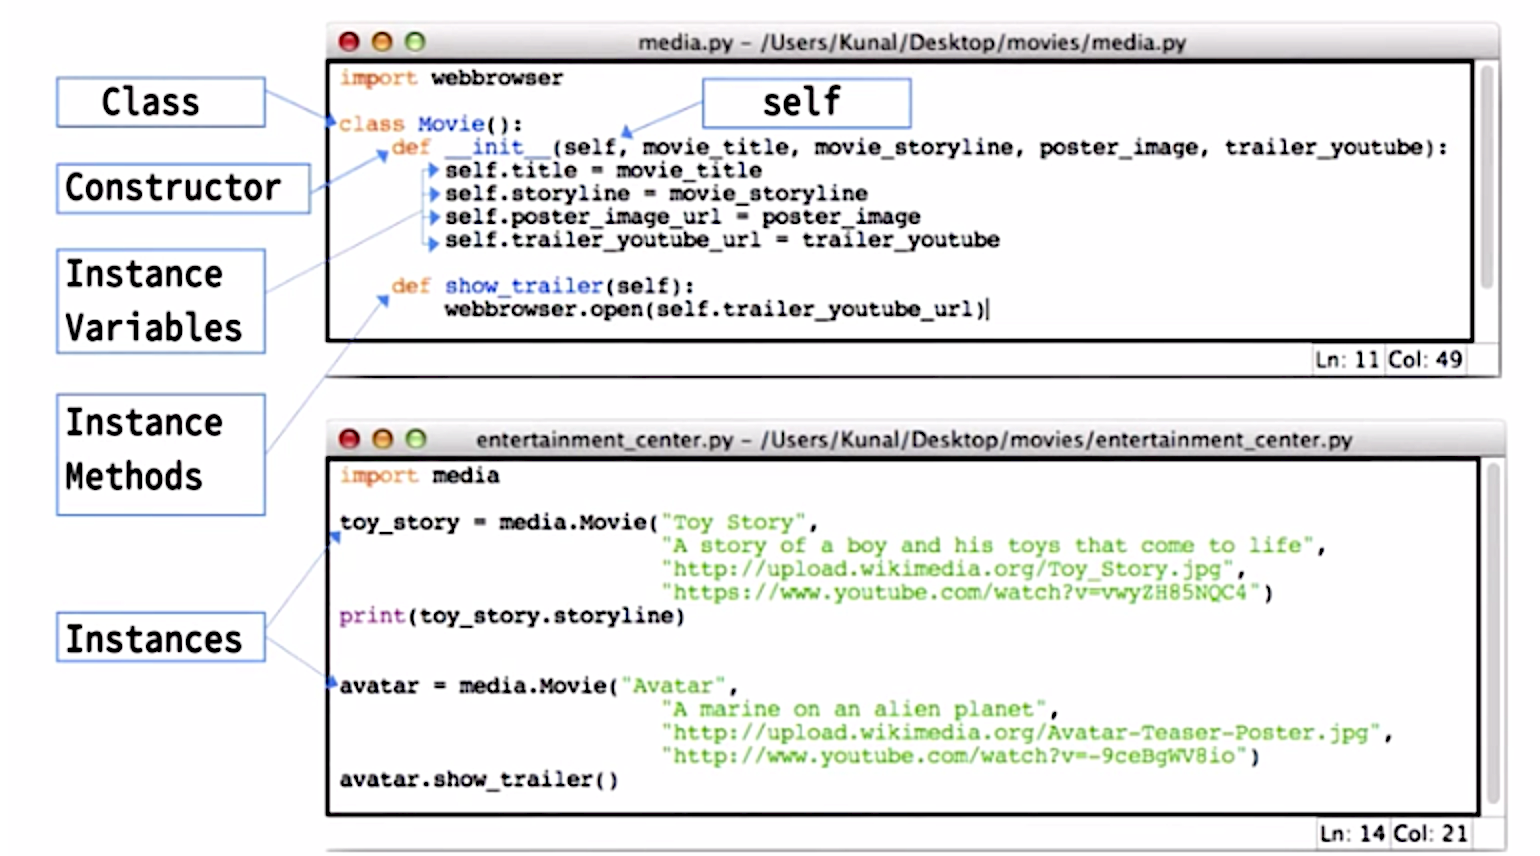 media.py – /Users/Kunal/Desktop/movies/media.py
import webbrowser
Class
self
class Movie():
def __init__(self, movie_title, movie_storyline, poster_image, trailer_youtube):
Constructor
self.title = movie_title
self.storyline = movie_storyline
self.poster_image_url = poster_image
self.trailer_youtube_url = trailer_youtube
Instance
Variables
def show_trailer(self):
webbrowser.open(self.trailer_youtube_url)
Ln: 11 Col: 49
Instance
Methods
entertainment_center.py – /Users/Kunal/Desktop/movies/entertainment_center.py
import media
toy_story = media.Movie("Toy Story",
"A story of a boy and his toys that come to life",
"http://upload.wikimedia.org/Toy_Story.jpg",
"https://www.youtube.com/watch?v=vwyZH85NQC4")
print(toy_story.storyline)
Instances
avatar = media.Movie("Avatar",
"A marine on an alien planet",
"http://upload.wikimedia.org/Avatar-Teaser-Poster.jpg",
"http://www.youtube.com/watch?v=-9ceBgWV8io")
avatar.show_trailer()
Ln: 14 Col: 21